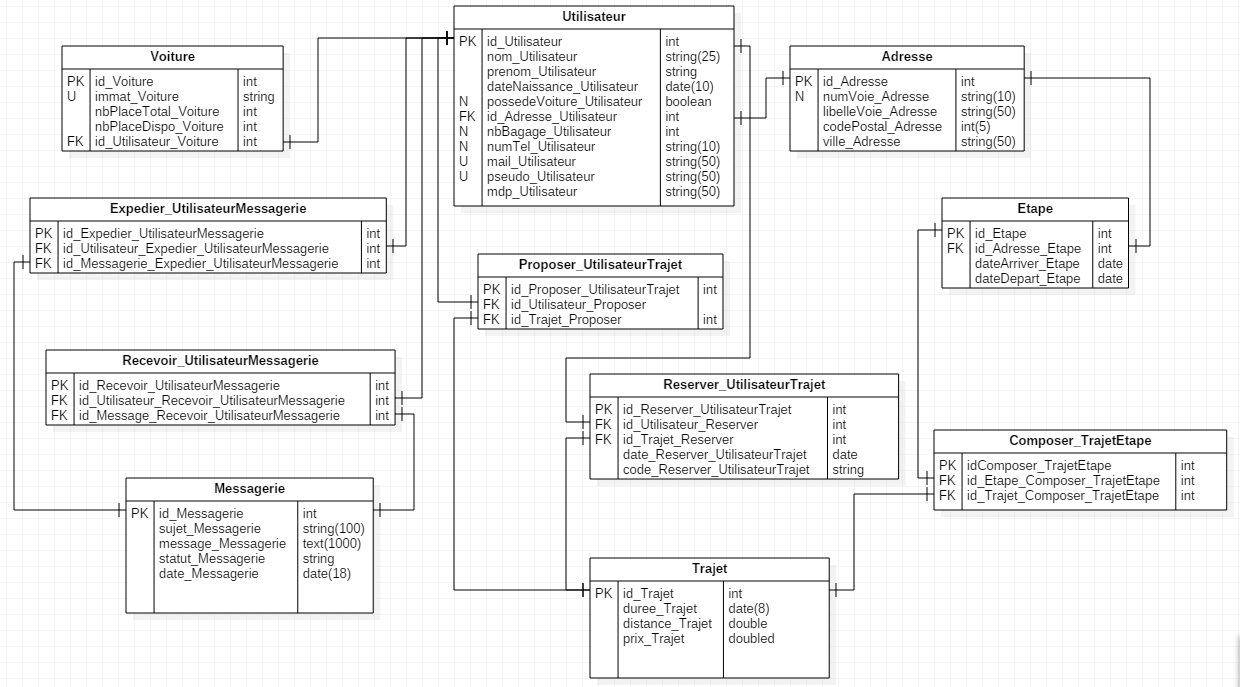 Utilisateur
PK id_Utilisateur int
nom_Utilisateur string(25)
prenom_Utilisateur string
dateNaissance_Utilisateur date(10)
N possedeVoiture_Utilisateur boolean
FK id_Adresse_Utilisateur int
N nbBagage_Utilisateur int
N numTel_Utilisateur string(10)
U mail_Utilisateur string(50)
U pseudo_Utilisateur string(50)
mdp_Utilisateur string(50)
Voiture
PK id_Voiture int
U immat_Voiture string
nbPlaceTotal_Voiture int
nbPlaceDispo_Voiture int
FK id_Utilisateur_Voiture int
Adresse
PK id_Adresse int
N numVoie_Adresse string(10)
libelleVoie_Adresse string(50)
codePostal_Adresse int(5)
ville_Adresse string(50)
Expedier_UtilisateurMessagerie
PK id_Expedier_UtilisateurMessagerie int
FK id_Utilisateur_Expedier_UtilisateurMessagerie int
FK id_Messagerie_Expedier_UtilisateurMessagerie int
Etape
PK id_Etape int
FK id_Adresse_Etape int
dateArriver_Etape date
dateDepart_Etape date
Proposer_UtilisateurTrajet
PK id_Proposer_UtilisateurTrajet int
FK id_Utilisateur_Proposer
FK id_Trajet_Proposer int
Recevoir_UtilisateurMessagerie
PK id_Recevoir_UtilisateurMessagerie int
FK id_Utilisateur_Recevoir_UtilisateurMessagerie int
FK id_Message_Recevoir_UtilisateurMessagerie int
Reserver_UtilisateurTrajet
PK id_Reserver_UtilisateurTrajet int
FK id_Utilisateur_Reserver int
FK id_Trajet_Reserver int
date_Reserver_UtilisateurTrajet date
code_Reserver_UtilisateurTrajet string
Composer_TrajetEtape
PK idComposer_TrajetEtape int
FK id_Etape_Composer_TrajetEtape int
FK id_Trajet_Composer_TrajetEtape int
Messagerie
PK id_Messagerie int
sujet_Messagerie string(100)
message_Messagerie text(1000)
statut_Messagerie string
date_Messagerie date(18)
Trajet
PK id_Trajet int
duree_Trajet date(8)
distance_Trajet double
prix_Trajet doubled